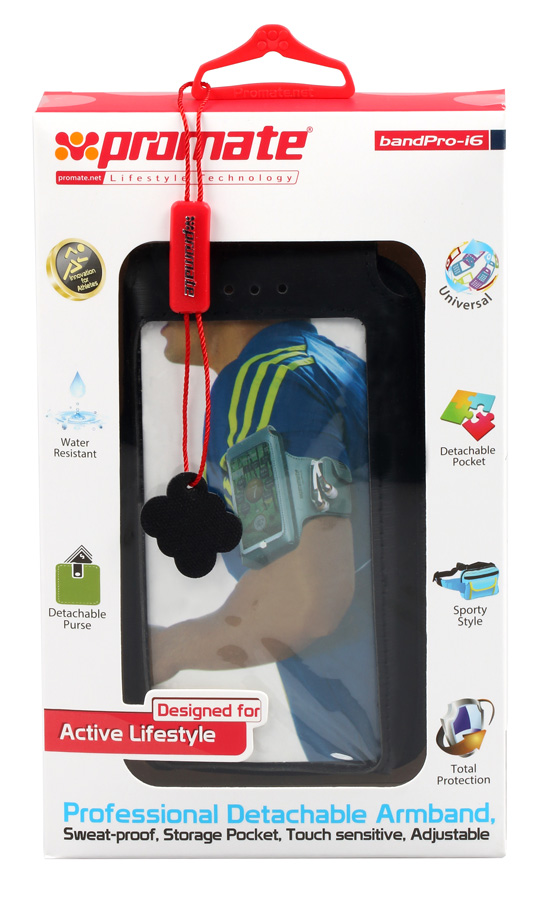 Promate.net
promate®
bandPro-i6
promate.net Lifestyle Technology
promate
Innovation
for
Athletes
Universal
Water
Resistant
Detachable
Pocket
Detachable
Purse
Sporty
Style
Designed for
Active Lifestyle
Total
Protection
Professional Detachable Armband,
Sweat-proof, Storage Pocket, Touch sensitive, Adjustable